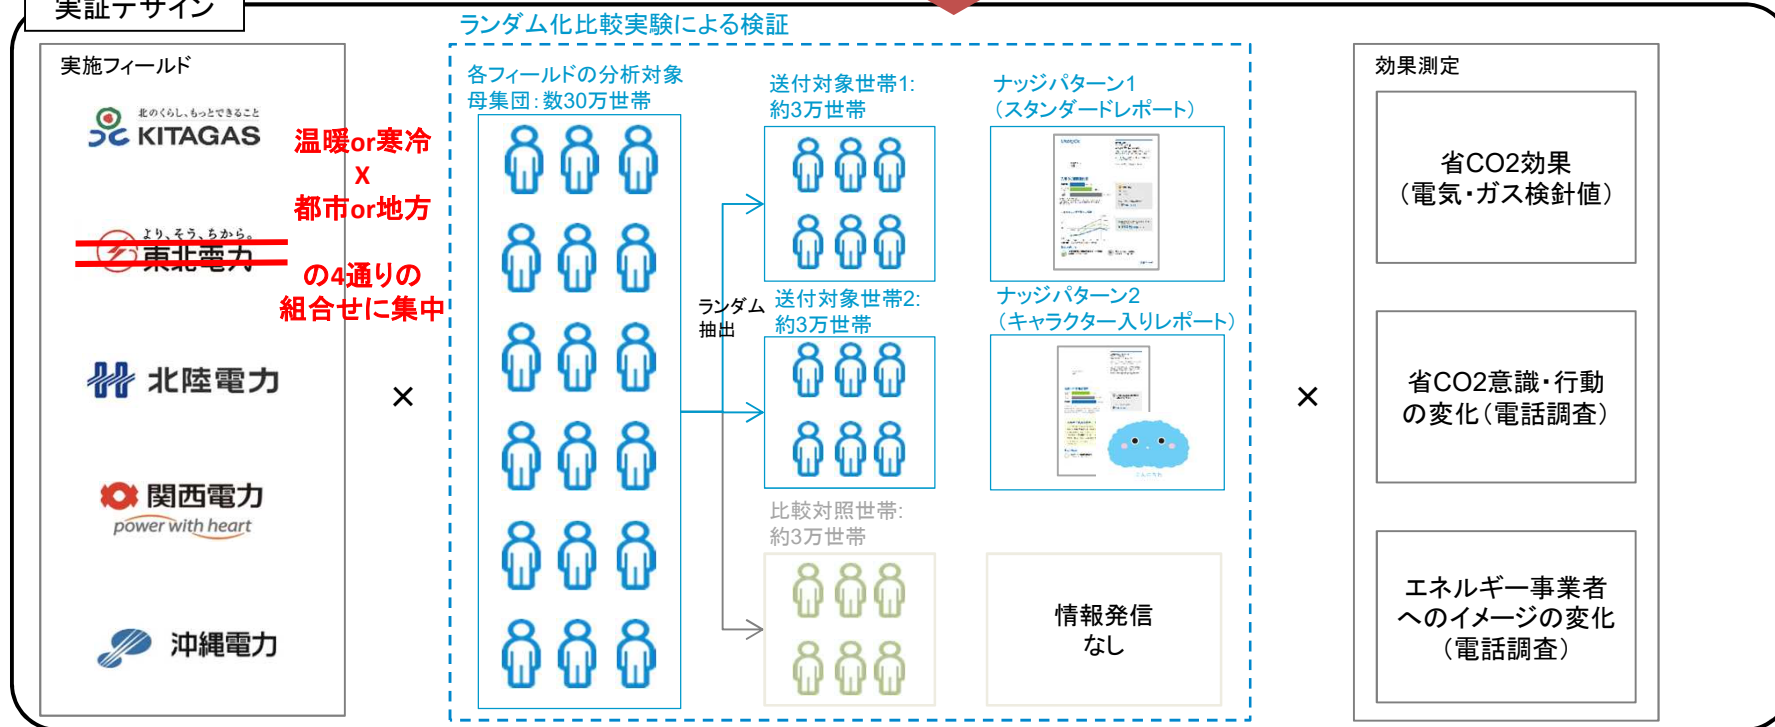 実証デザイン
ランダム化比較実験による検証
実施フィールド
北のくらし、もっとできること
KITAGAS
温暖or寒冷
X
都市or地方
より、そう、ちから。
東北電力
の4通りの
組合せに集中
北陸電力
関西電力
power with heart
沖縄電力
×
各フィールドの分析対象
母集団:数30万世帯
ランダム
抽出
送付対象世帯1:
約3万世帯
送付対象世帯2:
約3万世帯
比較対照世帯:
約3万世帯
ナッジパターン1
(スタンダードレポート)
ナッジパターン2
(キャラクター入りレポート)
情報発信
なし
×
効果測定
省CO2効果
(電気・ガス検針値)
省CO2意識・行動
の変化(電話調査)
エネルギー事業者
へのイメージの変化
(電話調査)